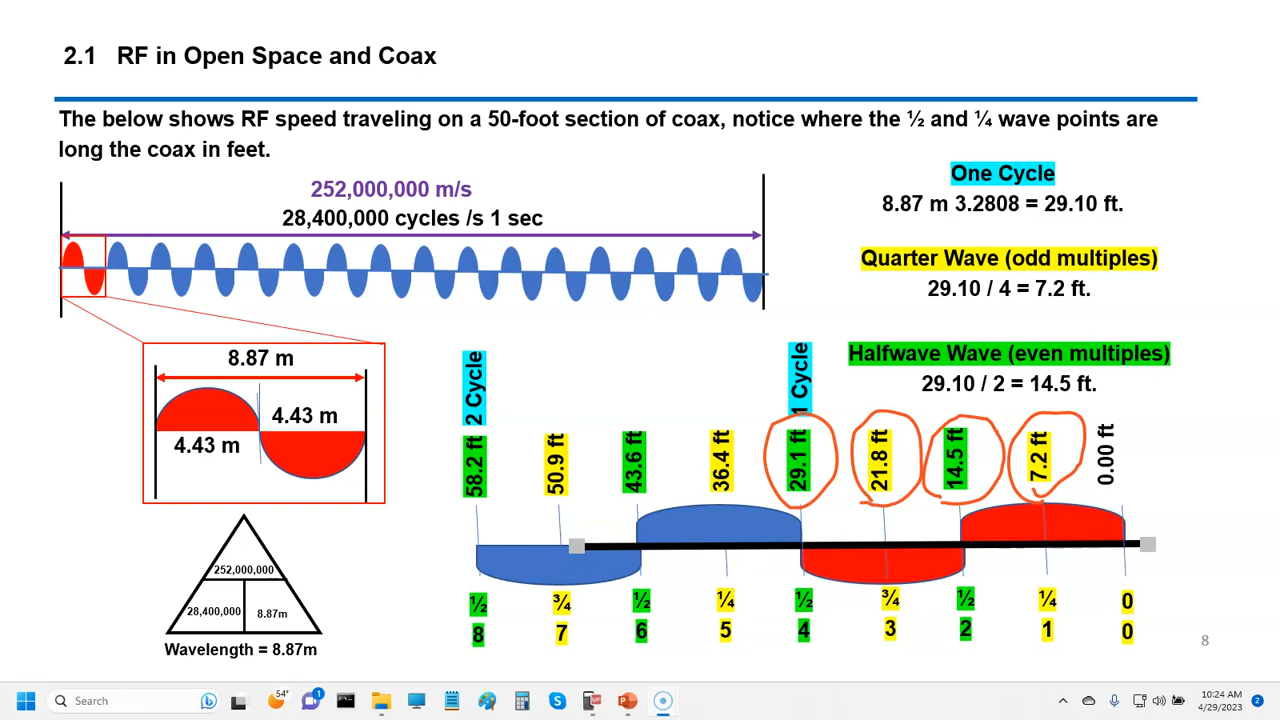 2.1 RF in Open Space and Coax
The below shows RF speed traveling on a 50-foot section of coax, notice where the ½ and ¼ wave points are
long the coax in feet.
252,000,000 m/s
28,400,000 cycles /s 1 sec
One Cycle
8.87 m 3.2808 = 29.10 ft.
Quarter Wave (odd multiples)
29.10 / 4 = 7.2 ft.
Halfwave Wave (even multiples)
29.10 / 2 = 14.5 ft.
8.87 m
4.43 m
4.43 m
252,000,000
28,400,000 8.87m
Wavelength = 8.87m
2 Cycle 1 Cycle
58.2 ft 50.9 ft 43.6 ft 36.4 ft 29.1 ft 21.8 ft 14.5 ft 7.2 ft 0.00 ft
½ ¾ ½ ¼ ½ ¾ ½ ¼ 0
8 7 6 5 4 3 2 1 0
8
Search
54°
1
10:24 AM
4/29/2023
2